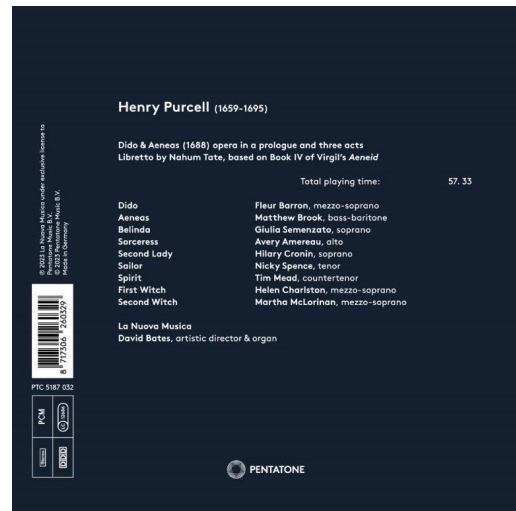 Henry Purcell (1659-1695)
Dido & Aeneas (1688) opera in a prologue and three acts
Libretto by Nahum Tate, based on Book IV of Virgil's Aeneid
Total playing time: 57. 33
Dido Fleur Barron, mezzo-soprano
Aeneas Matthew Brook, bass-baritone
Belinda Giulia Semenzato, soprano
Sorceress Avery Amereau, alto
Second Lady Hilary Cronin, soprano
Sailor Nicky Spence, tenor
Spirit Tim Mead, countertenor
First Witch Helen Charlston, mezzo-soprano
Second Witch Martha McLorinan, mezzo-soprano
La Nuova Musica
David Bates, artistic director & organ
℗ 2023 La Nuova Musica under exclusive license to
Pentatone Music B.V.
© 2023 Pentatone Music B.V.
Made in Germany
8 717306 260329
PTC 5187 032
PCM
LC 12686
Stereo
DDD
PENTATONE